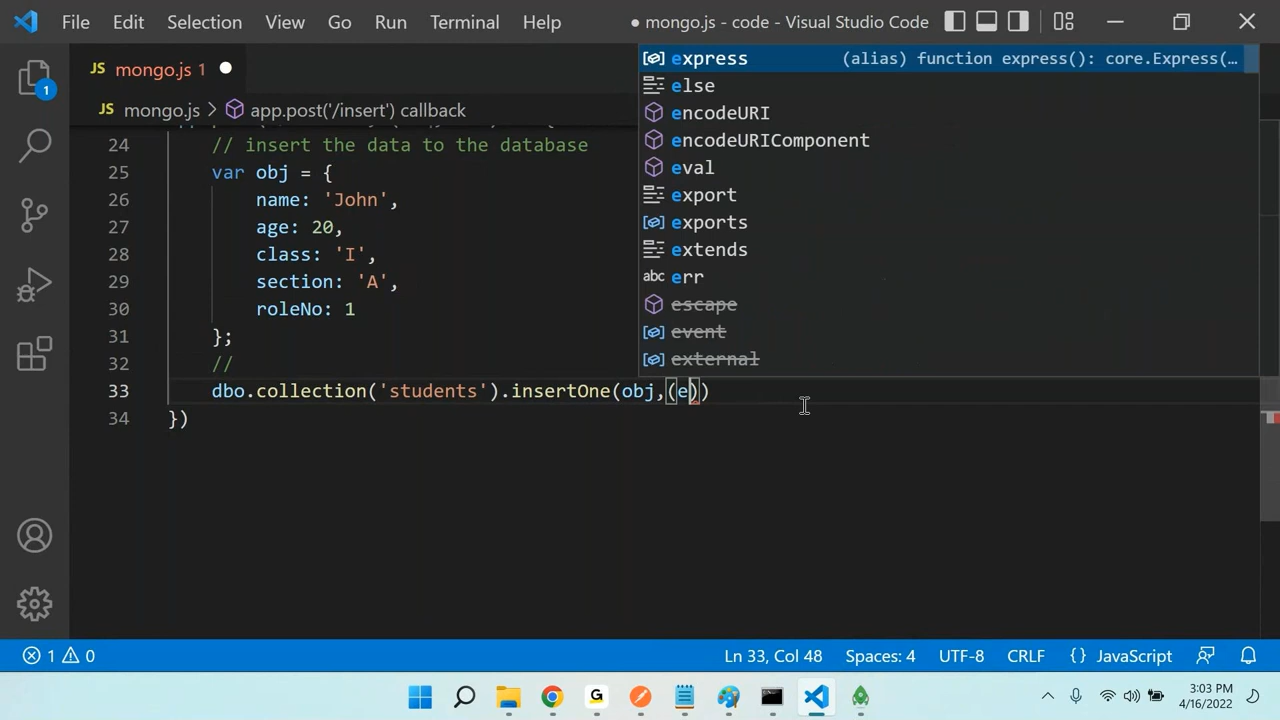 File Edit Selection View Go Run Terminal Help ● mongo.js - code - Visual Studio Code
JS mongo.js 1
JS mongo.js > app.post('/insert') callback
24 // insert the data to the database
25 var obj = {
26 name: 'John',
27 age: 20,
28 class: 'I',
29 section: 'A',
30 roleNo: 1
31 };
32 //
33 dbo.collection('students').insertOne(obj,(e))
34 })
express (alias) function express(): core.Express(…
else
encodeURI
encodeURIComponent
eval
export
exports
extends
abc err
escape
event
external
1
1 0 Ln 33, Col 48 Spaces: 4 UTF-8 CRLF {} JavaScript
G
3:03 PM
4/16/2022